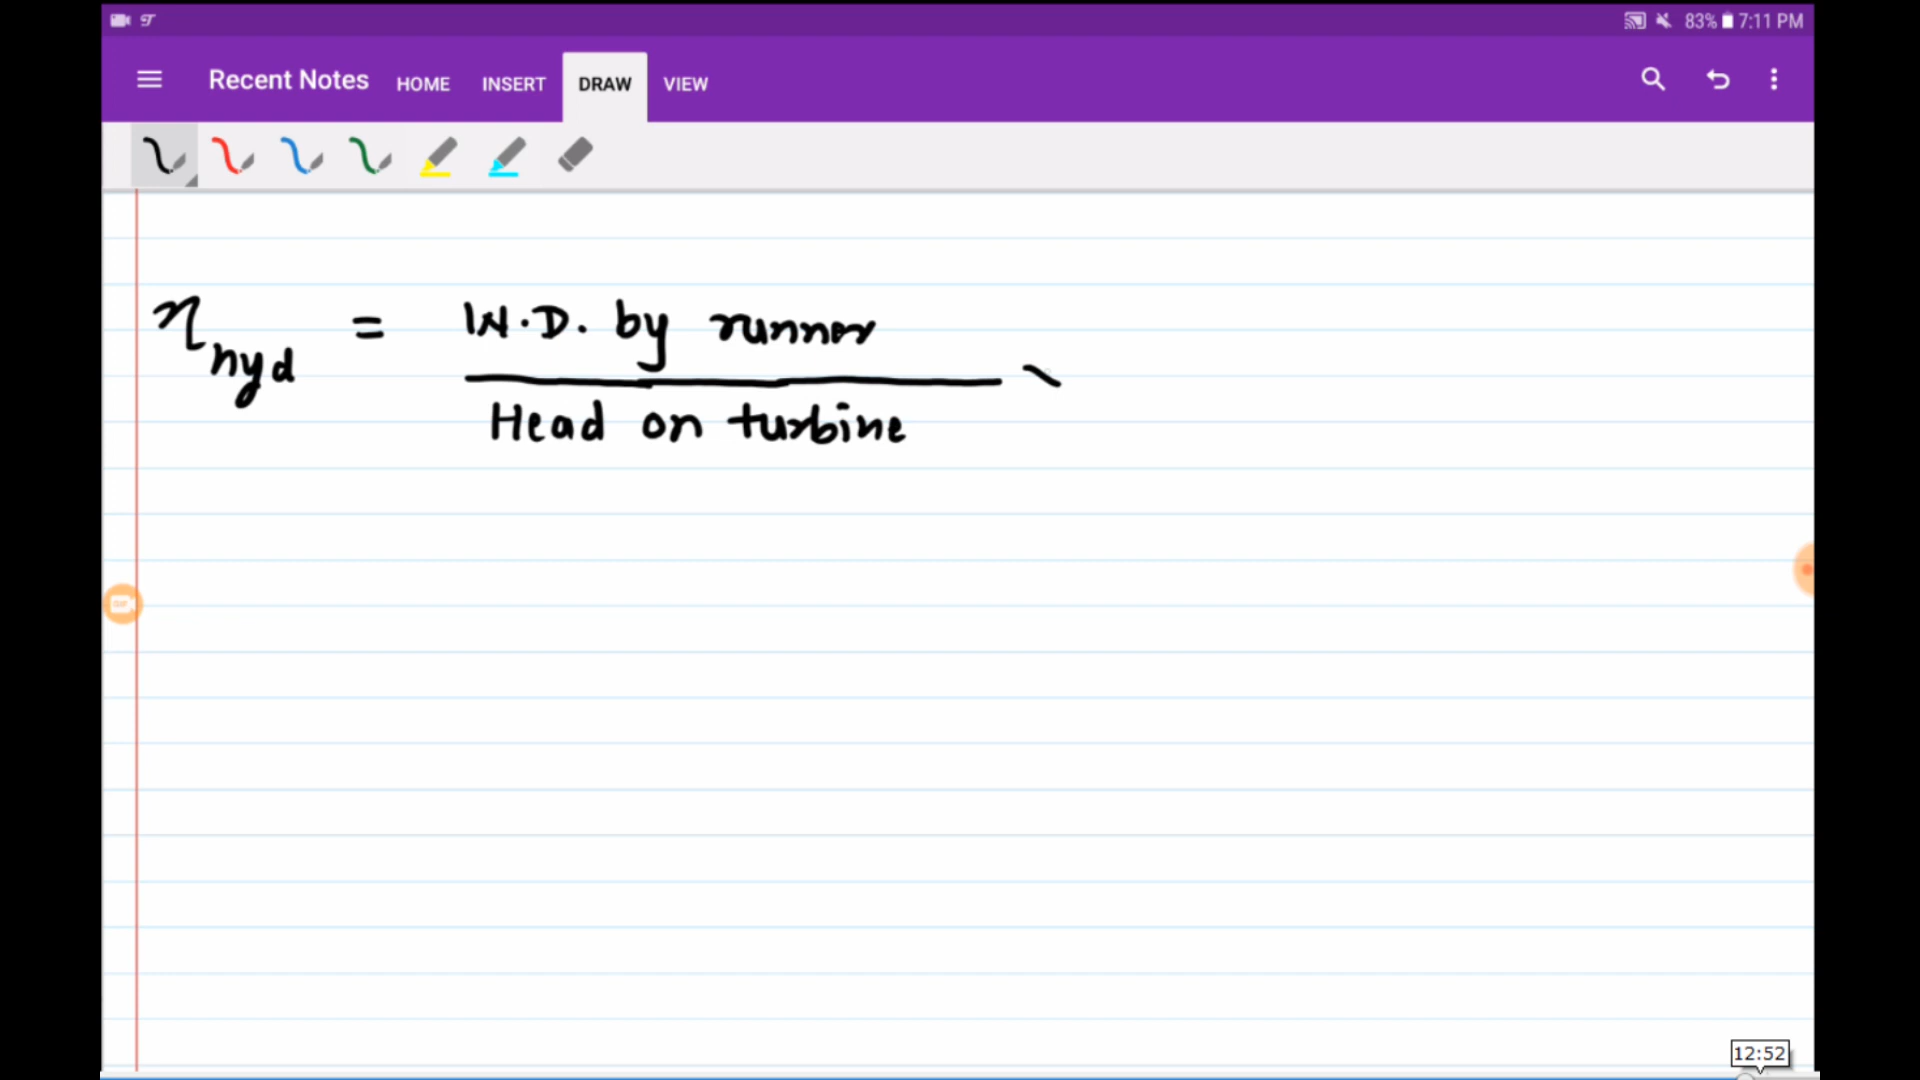 83% 7:11 PM
Recent Notes HOME INSERT DRAW VIEW
η hyd = W.D. by runner
Head on turbine
12:52